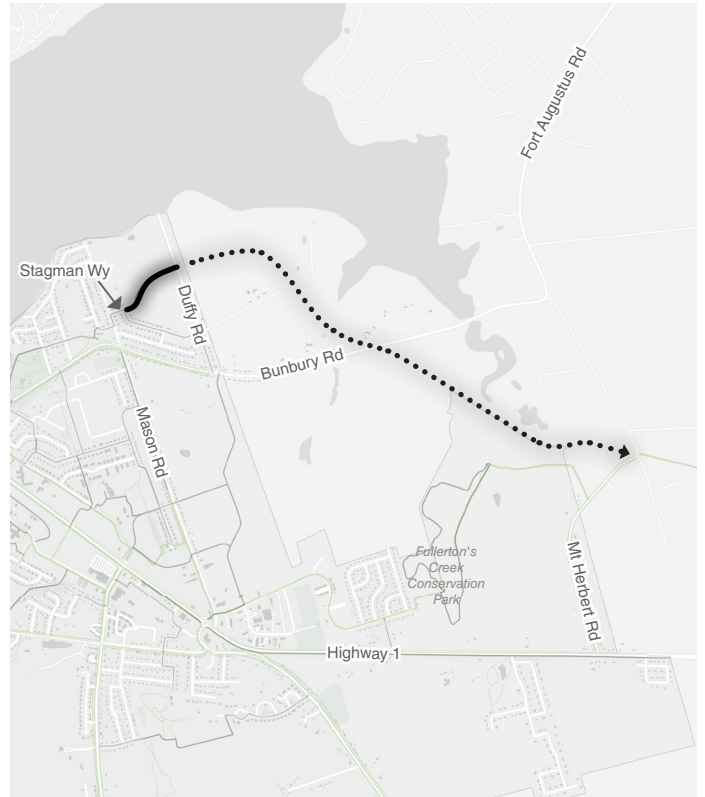 Fort Augustus Rd
Stagman Wy
Duffy Rd
Bunbury Rd
Mason Rd
Fullerton's
Creek
Conservation
Park
Mt Herbert Rd
Highway 1